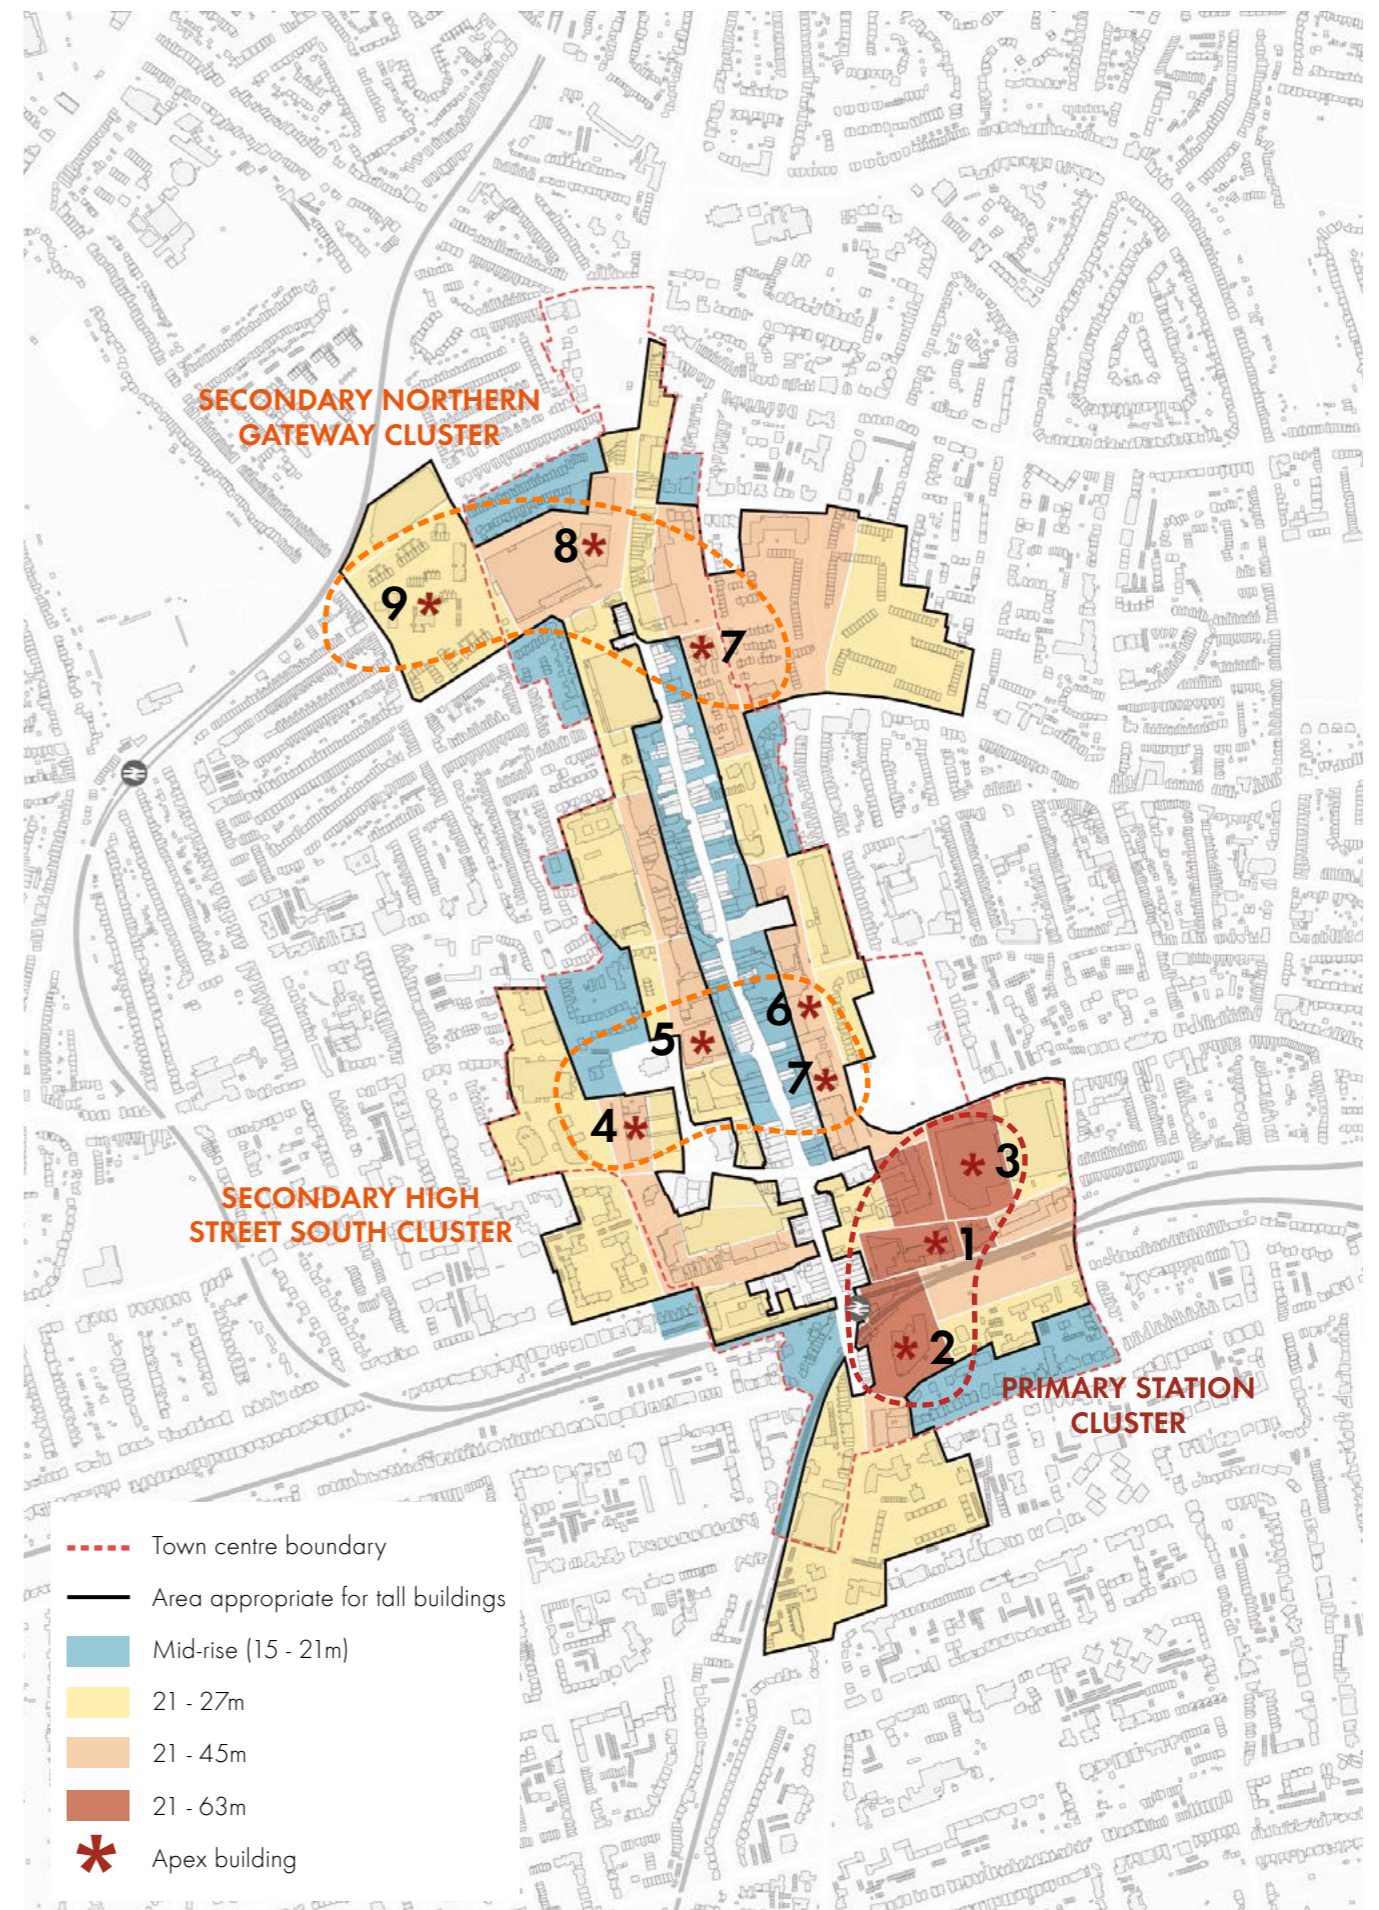 SECONDARY NORTHERN
GATEWAY CLUSTER
8
9
7
6
5
7
4
3
SECONDARY HIGH
STREET SOUTH CLUSTER
1
2
PRIMARY STATION
CLUSTER
Town centre boundary
Area appropriate for tall buildings
Mid-rise (15 - 21m)
21 - 27m
21 - 45m
21 - 63m
Apex building